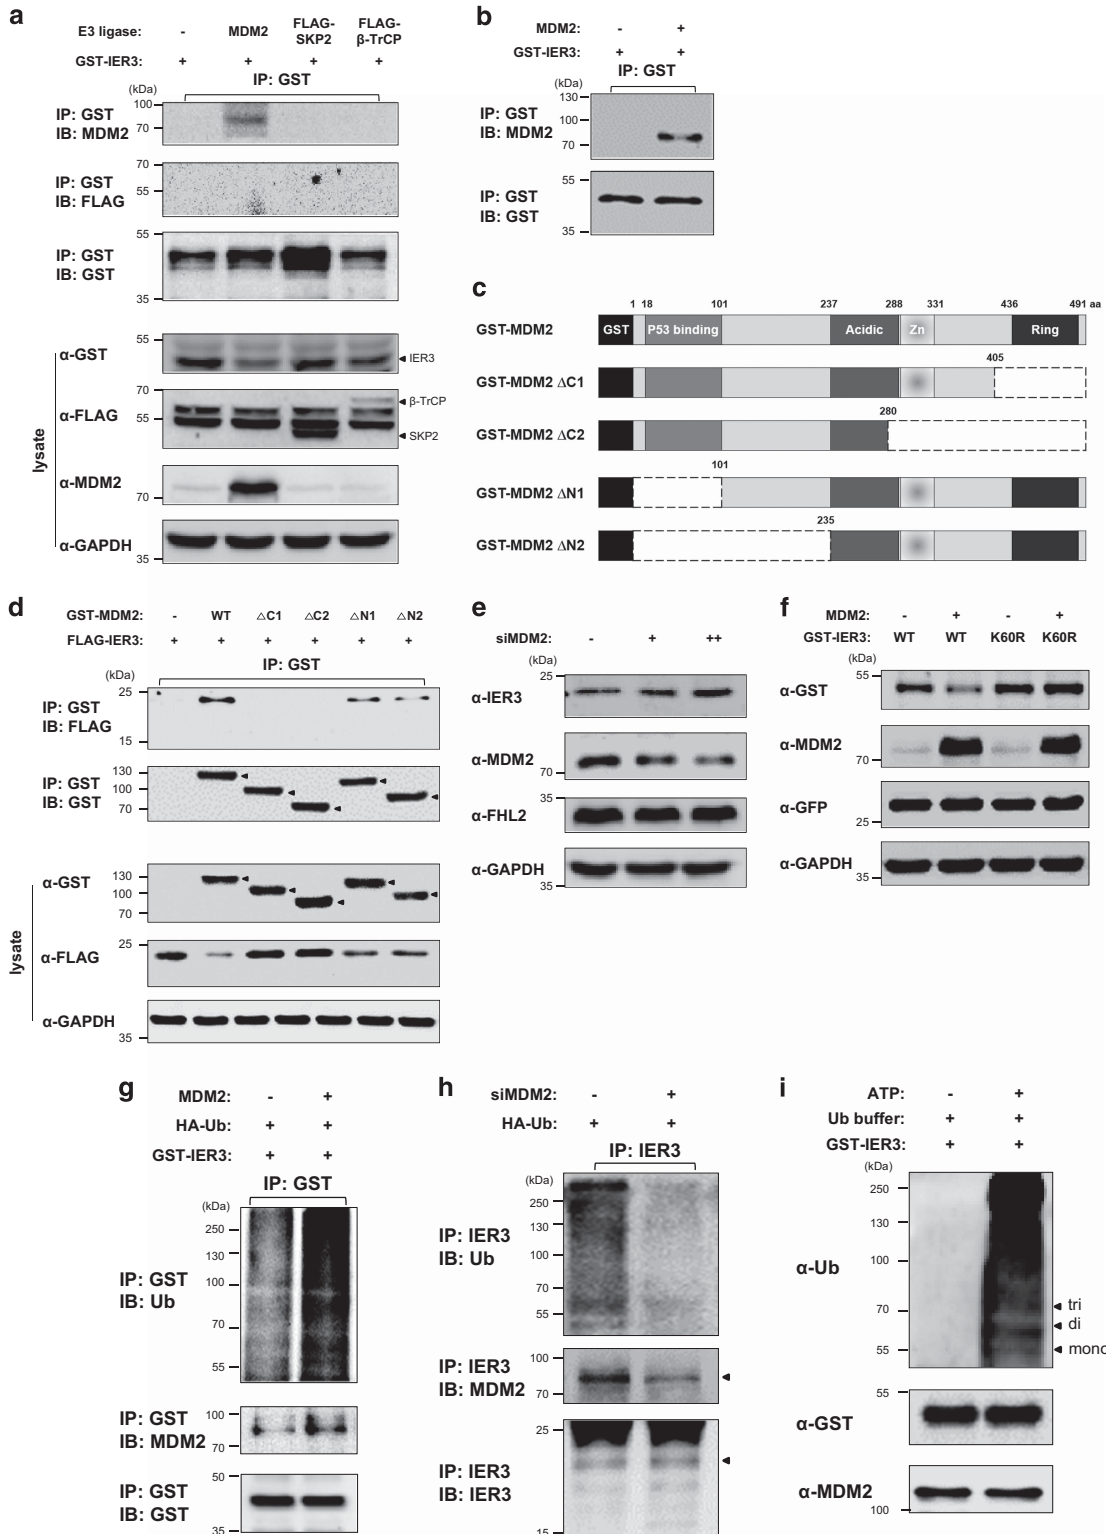 a
E3 ligase: - MDM2 FLAG-SKP2 FLAG-β-TrCP
GST-IER3: + + + +
IP: GST
(kDa)
IP: GST
IB: MDM2
100
70
IP: GST
IB: FLAG
70
55
IP: GST
IB: GST
55
35
lysate
α-GST
55
IER3
α-FLAG
70
55
β-TrCP
SKP2
α-MDM2
70
α-GAPDH
35
b
MDM2: - +
GST-IER3: + +
IP: GST
(kDa)
IP: GST
IB: MDM2
130
100
70
IP: GST
IB: GST
55
35
c
1 18 101 237 288 331 436 491 aa
GST-MDM2 GST P53 binding Acidic Zn Ring
405
GST-MDM2 ΔC1
280
GST-MDM2 ΔC2
101
GST-MDM2 ΔN1
235
GST-MDM2 ΔN2
d
GST-MDM2: - WT △C1 △C2 △N1 △N2
FLAG-IER3: + + + + + +
IP: GST
(kDa)
IP: GST
IB: FLAG
25
15
IP: GST
IB: GST
130
100
70
lysate
α-GST
130
100
70
α-FLAG
25
α-GAPDH
35
e
siMDM2: - + ++
(kDa)
α-IER3
25
α-MDM2
70
α-FHL2
35
α-GAPDH
35
f
MDM2: - + - +
GST-IER3: WT WT K60R K60R
(kDa)
α-GST
55
α-MDM2
70
α-GFP
25
α-GAPDH
35
g
MDM2: - +
HA-Ub: + +
GST-IER3: + +
IP: GST
(kDa)
IP: GST
IB: Ub
250
130
100
70
55
IP: GST
IB: MDM2
100
70
IP: GST
IB: GST
50
35
h
siMDM2: - +
HA-Ub: + +
IP: IER3
(kDa)
IP: IER3
IB: Ub
250
130
100
70
55
IP: IER3
IB: MDM2
100
70
IP: IER3
IB: IER3
25
15
i
ATP: - +
Ub buffer: + +
GST-IER3: + +
(kDa)
α-Ub
250
130
100
70
55
tri
di
mono
α-GST
55
α-MDM2
100